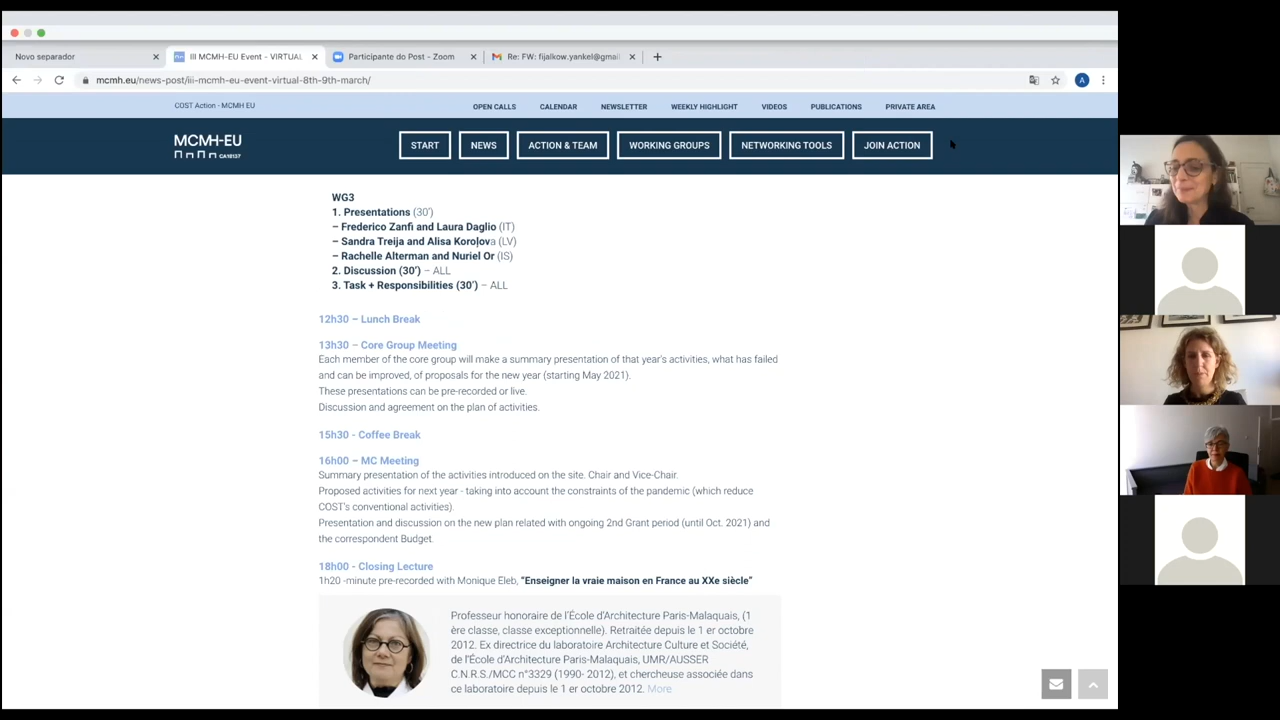 Novo separador
III MCMH-EU Event - VIRTUAL
Participante do Post - Zoom
Re: FW: fijalkow.yankel@gmai
mcmh.eu/news-post/iii-mcmh-eu-event-virtual-8th-9th-march/
A
COST Action - MCMH EU
OPEN CALLS
CALENDAR
NEWSLETTER
WEEKLY HIGHLIGHT
VIDEOS
PUBLICATIONS
PRIVATE AREA
MCMH-EU
CA18137
START
NEWS
ACTION & TEAM
WORKING GROUPS
NETWORKING TOOLS
JOIN ACTION
WG3
1. Presentations (30')
– Frederico Zanfi and Laura Daglio (IT)
– Sandra Treija and Alisa Koroļova (LV)
– Rachelle Alterman and Nuriel Or (IS)
2. Discussion (30') – ALL
3. Task + Responsibilities (30') – ALL
12h30 – Lunch Break
13h30 – Core Group Meeting
Each member of the core group will make a summary presentation of that year's activities, what has failed
and can be improved, of proposals for the new year (starting May 2021).
These presentations can be pre-recorded or live.
Discussion and agreement on the plan of activities.
15h30 - Coffee Break
16h00 – MC Meeting
Summary presentation of the activities introduced on the site. Chair and Vice-Chair.
Proposed activities for next year - taking into account the constraints of the pandemic (which reduce
COST's conventional activities).
Presentation and discussion on the new plan related with ongoing 2nd Grant period (until Oct. 2021) and
the correspondent Budget.
18h00 - Closing Lecture
1h20 -minute pre-recorded with Monique Eleb, "Enseigner la vraie maison en France au XXe siècle"
Professeur honoraire de l'École d'Architecture Paris-Malaquais, (1
ère classe, classe exceptionnelle). Retraitée depuis le 1 er octobre
2012. Ex directrice du laboratoire Architecture Culture et Société,
de l'École d'Architecture Paris-Malaquais, UMR/AUSSER
C.N.R.S./MCC n°3329 (1990- 2012), et chercheuse associée dans
ce laboratoire depuis le 1 er octobre 2012. More